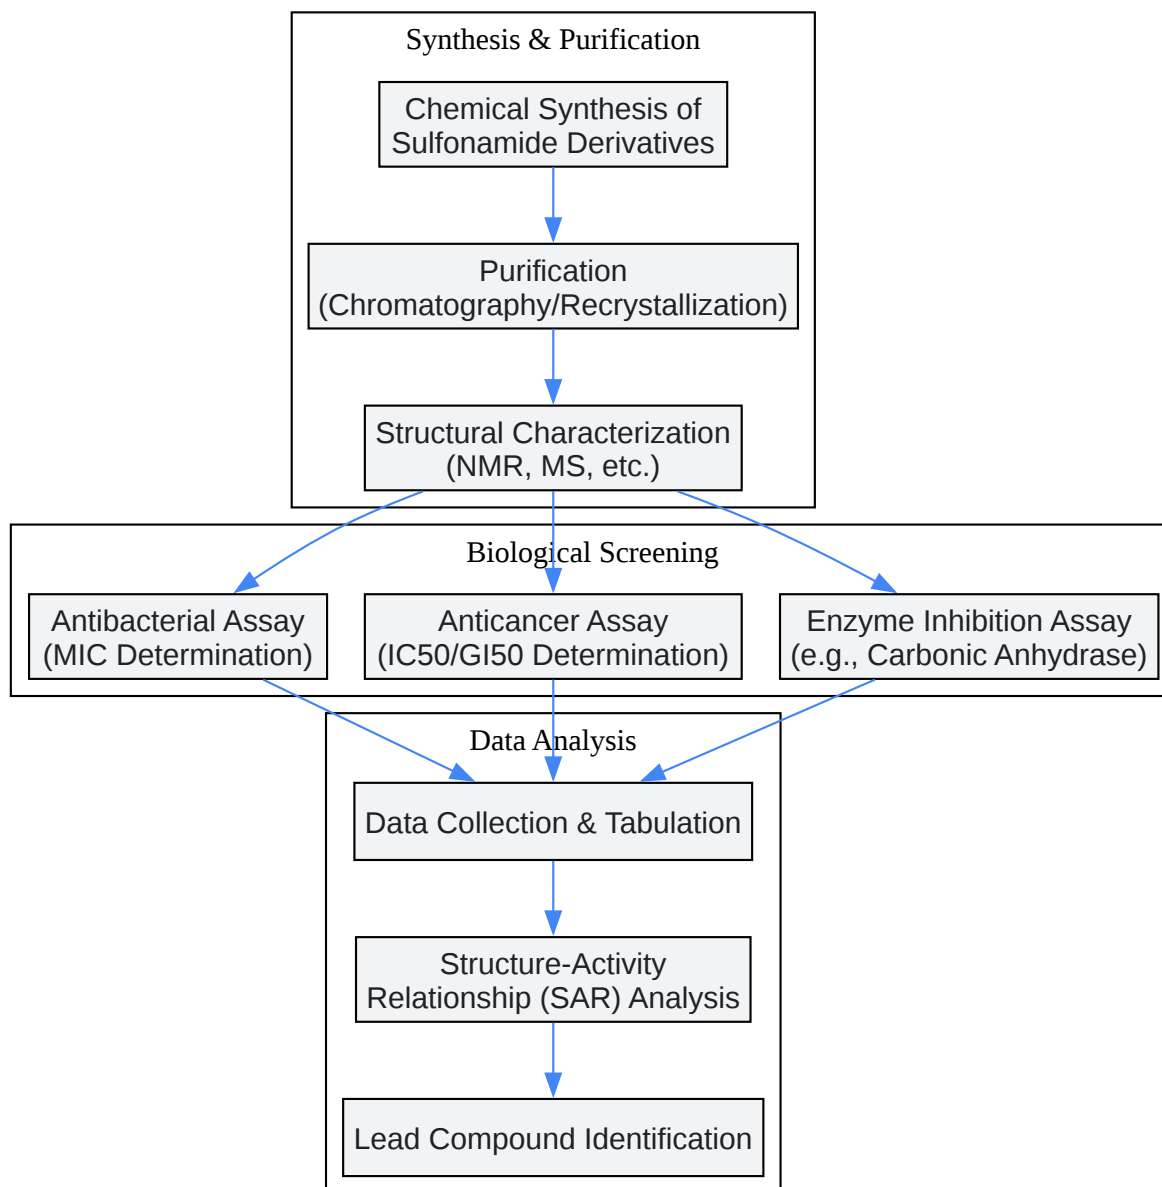 Synthesis & Purification
Chemical Synthesis of
Sulfonamide Derivatives
Purification
(Chromatography/Recrystallization)
Structural Characterization
(NMR, MS, etc.)
Biological Screening
Antibacterial Assay
(MIC Determination)
Anticancer Assay
(IC50/GI50 Determination)
Enzyme Inhibition Assay
(e.g., Carbonic Anhydrase)
Data Analysis
Data Collection & Tabulation
Structure-Activity
Relationship (SAR) Analysis
Lead Compound Identification